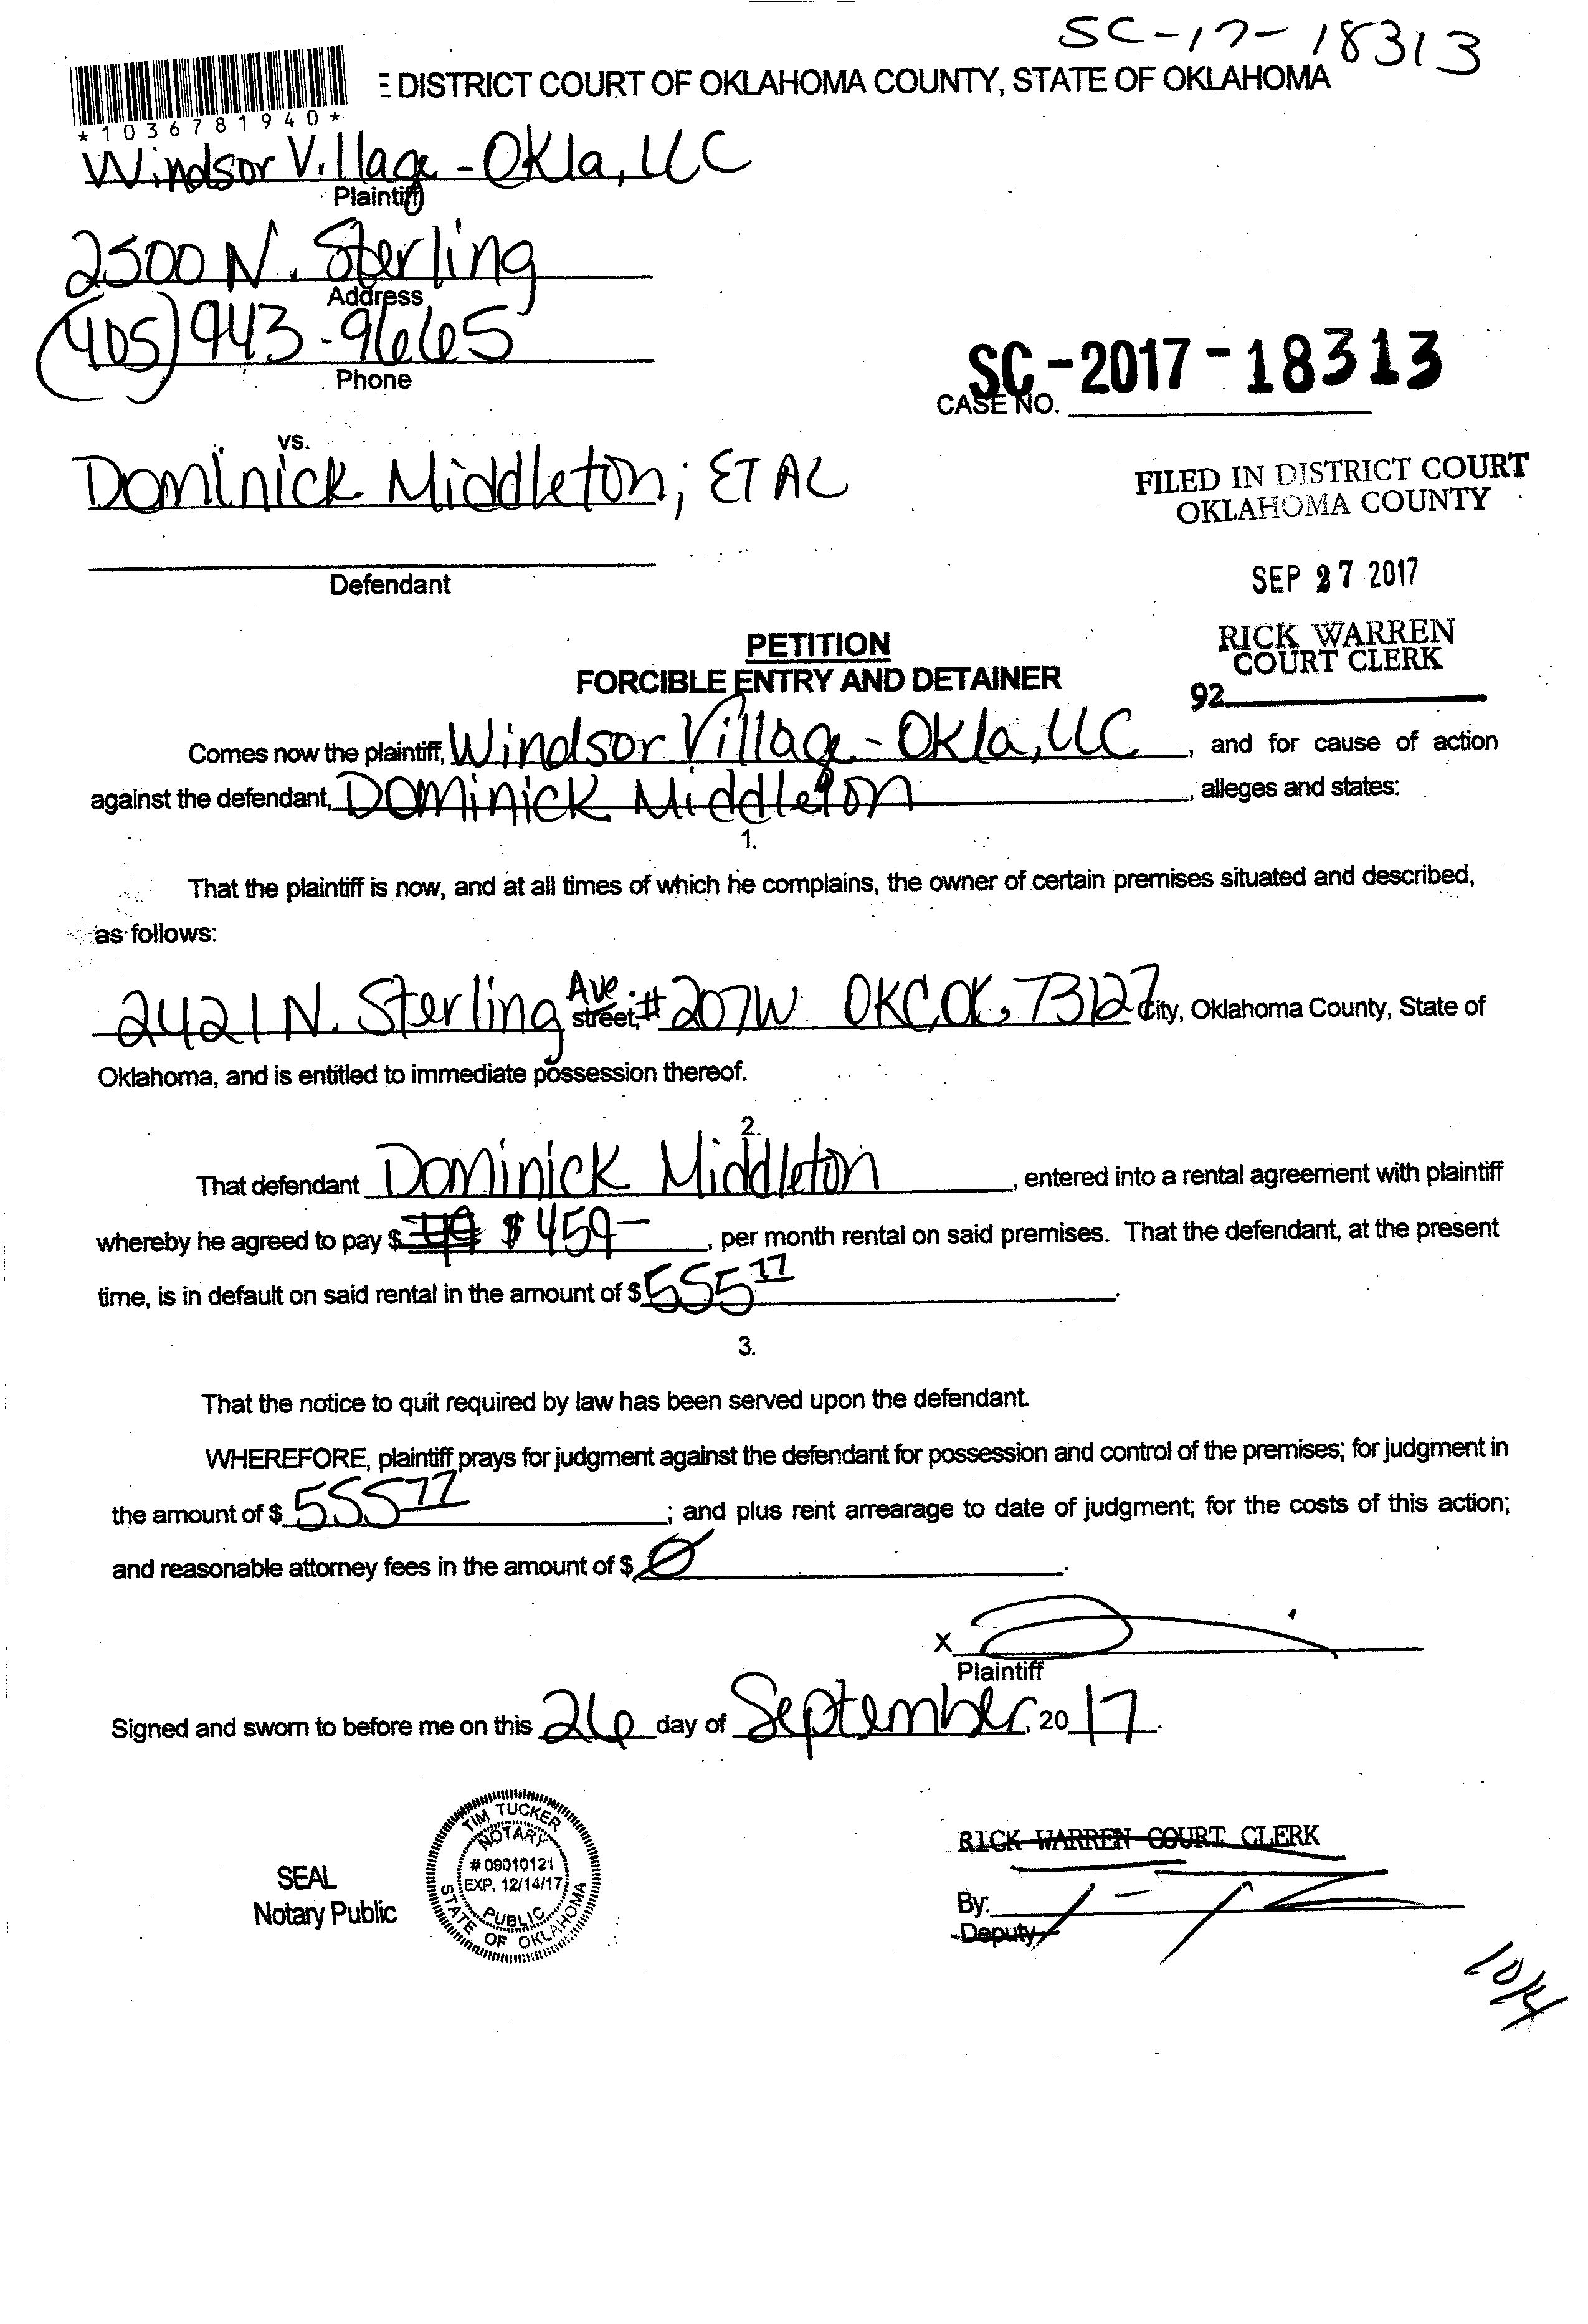 SC-17-18313
E DISTRICT COURT OF OKLAHOMA COUNTY, STATE OF OKLAHOMA
*1036781940*
Windsor Village - Okla, LLC
Plaintiff
2500 N. Sterling
Address
(405) 943-9665
Phone
SC-2017-18313
CASE NO.
vs.
Dominick Middleton; ET AL
FILED IN DISTRICT COURT
OKLAHOMA COUNTY
Defendant
SEP 27 2017
PETITION
RICK WARREN
COURT CLERK
FORCIBLE ENTRY AND DETAINER
92
Comes now the plaintiff, Windsor Village - Okla, LLC, and for cause of action
against the defendant, Dominick Middleton, alleges and states:
1.
That the plaintiff is now, and at all times of which he complains, the owner of certain premises situated and described,
as follows:
2421 N. Sterling Ave. street, # 207W OKC, OK, 73127 City, Oklahoma County, State of
Oklahoma, and is entitled to immediate possession thereof.
2.
That defendant Dominick Middleton, entered into a rental agreement with plaintiff
whereby he agreed to pay $ $459-, per month rental on said premises. That the defendant, at the present
time, is in default on said rental in the amount of $ 555 77.
3.
That the notice to quit required by law has been served upon the defendant.
WHEREFORE, plaintiff prays for judgment against the defendant for possession and control of the premises; for judgment in
the amount of $ 555 77; and plus rent arrearage to date of judgment; for the costs of this action;
and reasonable attorney fees in the amount of $ Ø.
X
Plaintiff
Signed and sworn to before me on this 26 day of September, 20 17.
SEAL
Notary Public
TIM TUCKER
NOTARY
# 09010121
EXP. 12/14/17
PUBLIC
STATE OF OKLAHOMA
RICK WARREN COURT CLERK
By:
Deputy
10/4